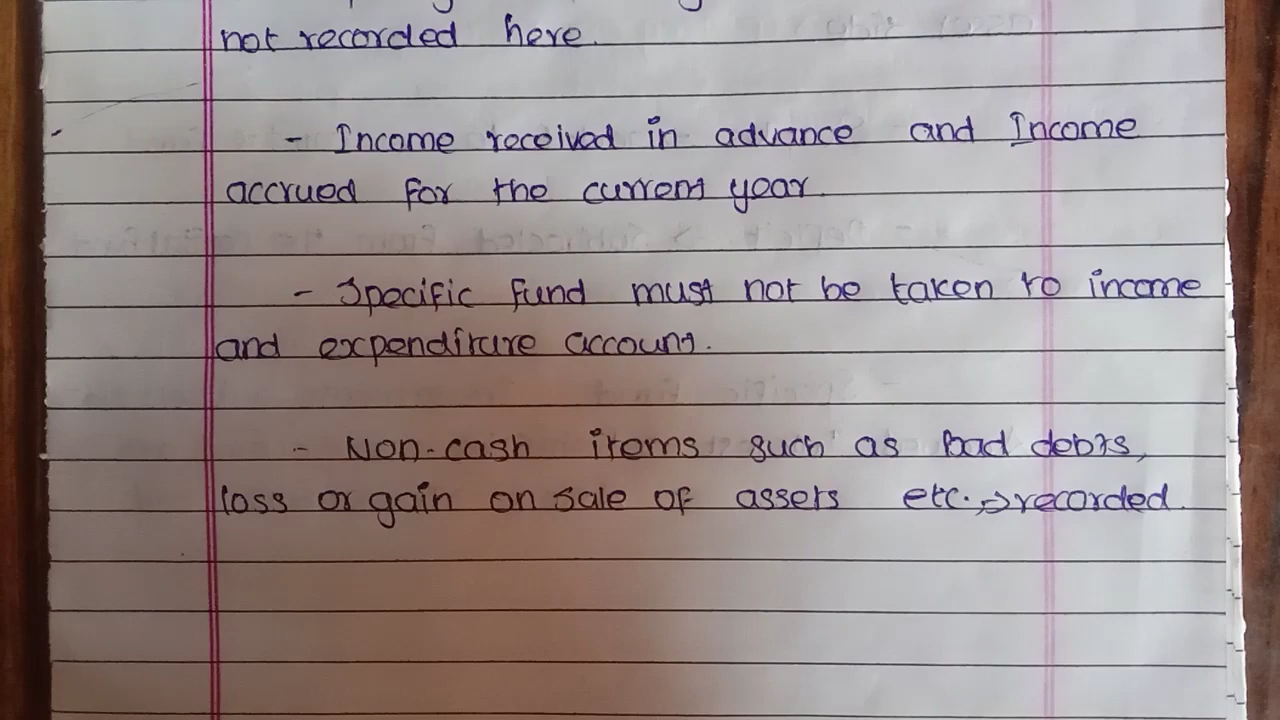 not recorded here.
- Income received in advance and Income
accrued for the current year.
- Specific Fund must not be taken to income
and expenditure account.
- Non-cash items such as bad debts,
loss or gain on sale of assets etc., → recorded.